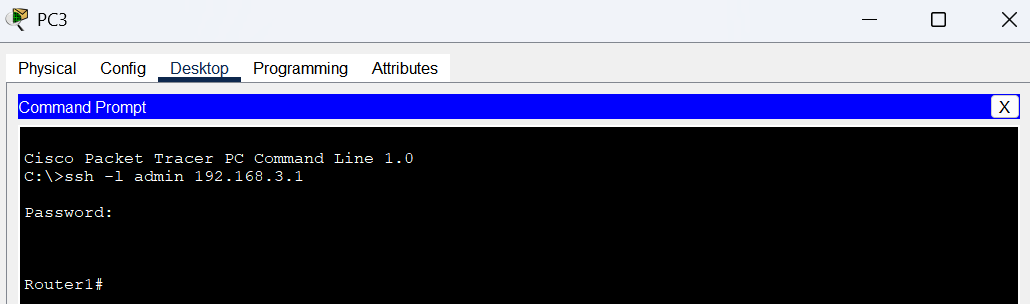 PC3
Physical Config Desktop Programming Attributes
Command Prompt
X
Cisco Packet Tracer PC Command Line 1.0
C:\>ssh -l admin 192.168.3.1
Password:
Router1#